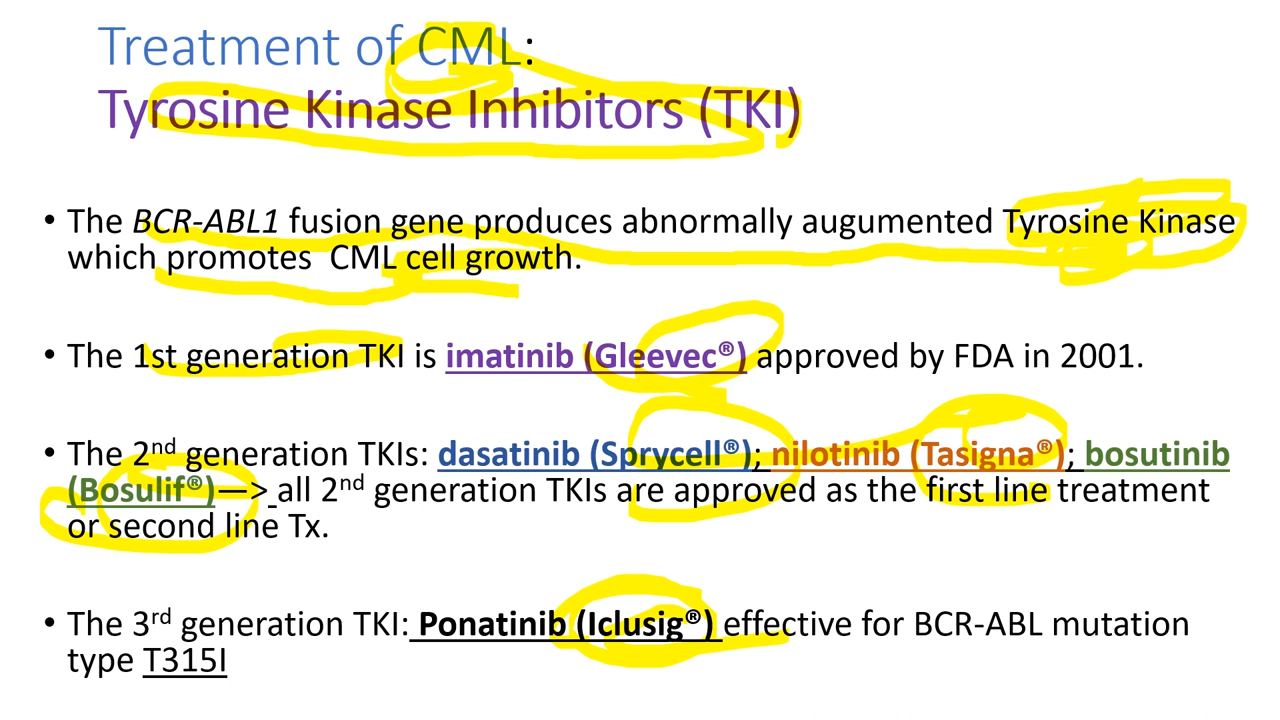 Treatment of CML:
Tyrosine Kinase Inhibitors (TKI)
• The BCR-ABL1 fusion gene produces abnormally augumented Tyrosine Kinase
which promotes  CML cell growth.
• The 1st generation TKI is imatinib (Gleevec®) approved by FDA in 2001.
• The 2nd generation TKIs: dasatinib (Sprycell®); nilotinib (Tasigna®); bosutinib
(Bosulif®)—> all 2nd generation TKIs are approved as the first line treatment
or second line Tx.
• The 3rd generation TKI: Ponatinib (Iclusig®) effective for BCR-ABL mutation
type T315I